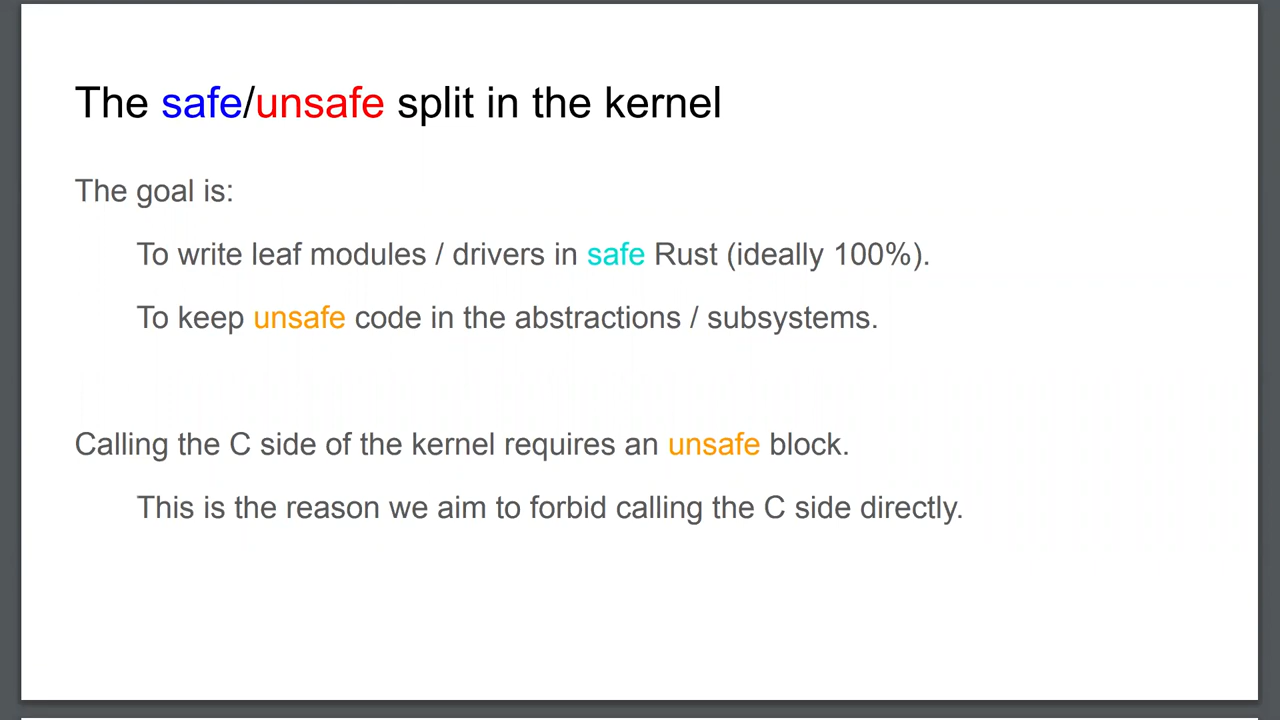 The safe/unsafe split in the kernel
The goal is:
To write leaf modules / drivers in safe Rust (ideally 100%).
To keep unsafe code in the abstractions / subsystems.
Calling the C side of the kernel requires an unsafe block.
This is the reason we aim to forbid calling the C side directly.